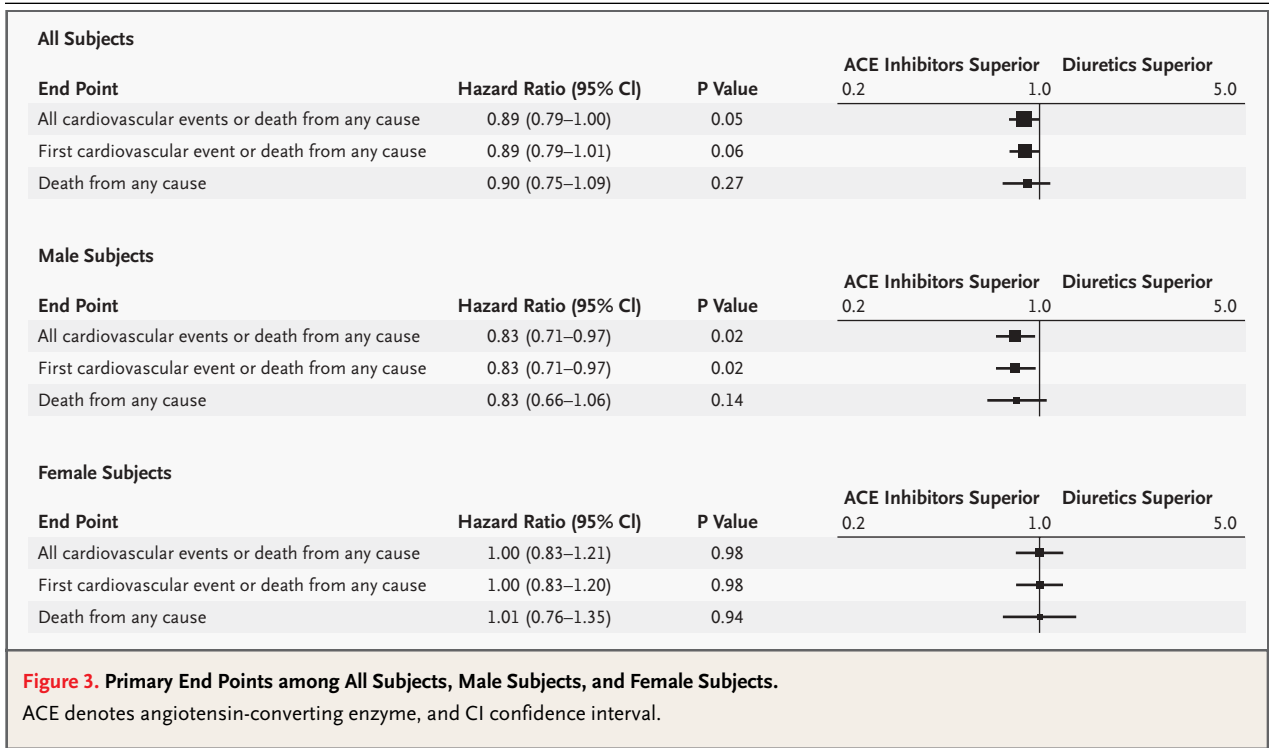 All Subjects
ACE Inhibitors Superior Diuretics Superior
End Point Hazard Ratio (95% CI) P Value 0.2 1.0 5.0
All cardiovascular events or death from any cause 0.89 (0.79–1.00) 0.05
First cardiovascular event or death from any cause 0.89 (0.79–1.01) 0.06
Death from any cause 0.90 (0.75–1.09) 0.27
Male Subjects
ACE Inhibitors Superior Diuretics Superior
End Point Hazard Ratio (95% CI) P Value 0.2 1.0 5.0
All cardiovascular events or death from any cause 0.83 (0.71–0.97) 0.02
First cardiovascular event or death from any cause 0.83 (0.71–0.97) 0.02
Death from any cause 0.83 (0.66–1.06) 0.14
Female Subjects
ACE Inhibitors Superior Diuretics Superior
End Point Hazard Ratio (95% CI) P Value 0.2 1.0 5.0
All cardiovascular events or death from any cause 1.00 (0.83–1.21) 0.98
First cardiovascular event or death from any cause 1.00 (0.83–1.20) 0.98
Death from any cause 1.01 (0.76–1.35) 0.94
Figure 3. Primary End Points among All Subjects, Male Subjects, and Female Subjects.
ACE denotes angiotensin-converting enzyme, and CI confidence interval.